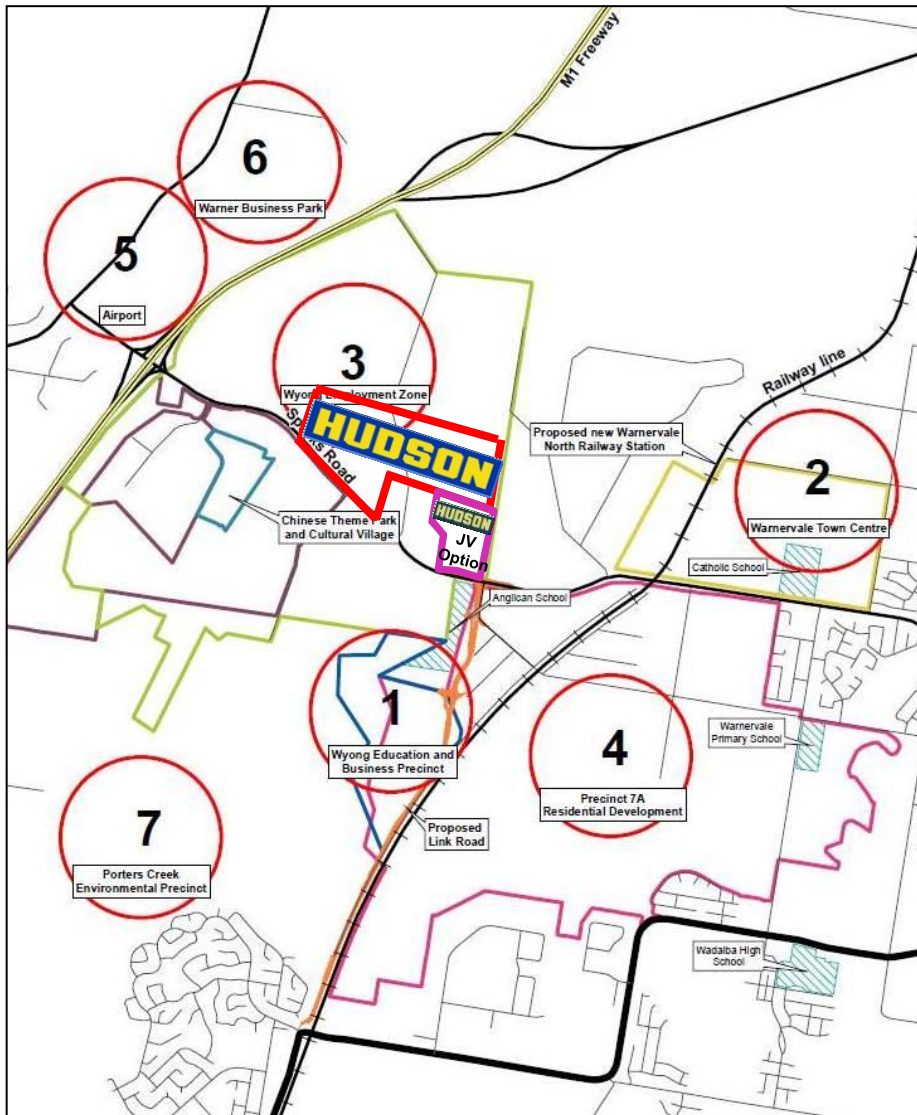 M1 Freeway
6
Warner Business Park
5
Airport
3
Wyong Employment Zone
HUDSON
Sparks Road
Railway line
Proposed new Warnervale
North Railway Station
2
Warnervale Town Centre
Catholic School
Chinese Theme Park
and Cultural Village
HUDSON
JV
Option
Anglican School
1
Wyong Education and
Business Precinct
4
Precinct 7A
Residential Development
Warnervale
Primary School
7
Porters Creek
Environmental Precinct
Proposed
Link Road
Wadalba High
School